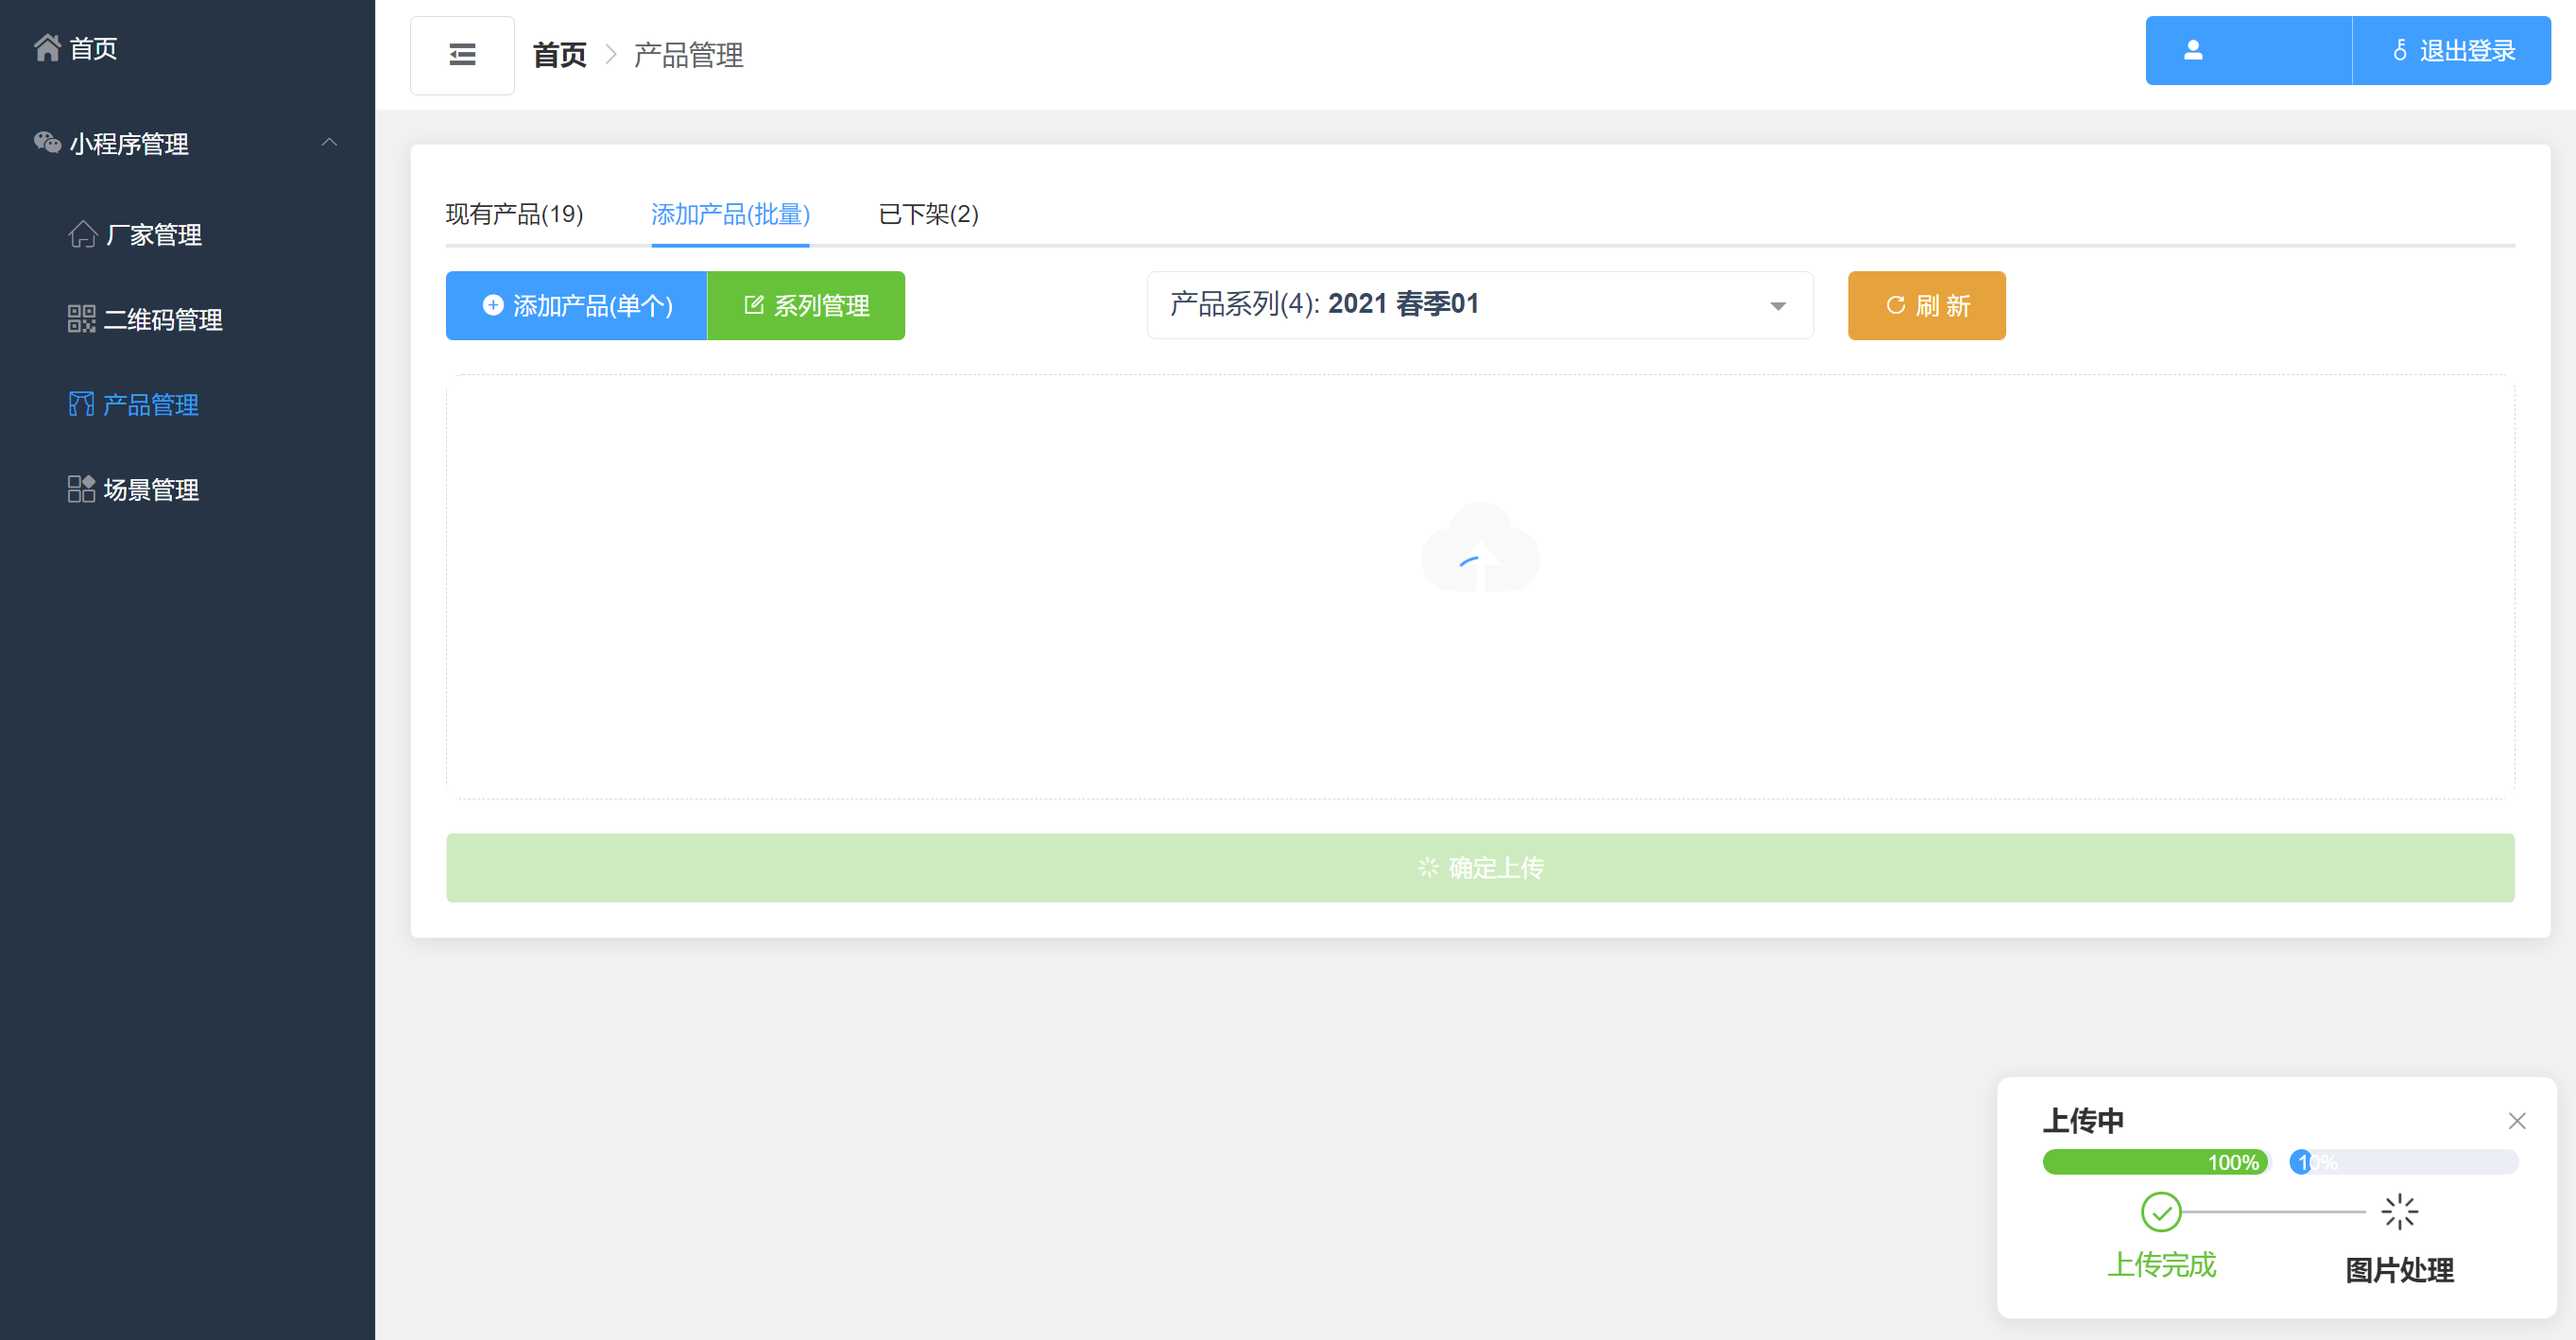 首页
小程序管理
厂家管理
二维码管理
产品管理
场景管理
首页 > 产品管理
退出登录
现有产品(19) 添加产品(批量) 已下架(2)
添加产品(单个) 系列管理 产品系列(4): 2021 春季01 刷 新
确定上传
上传中
100% 10%
上传完成 图片处理